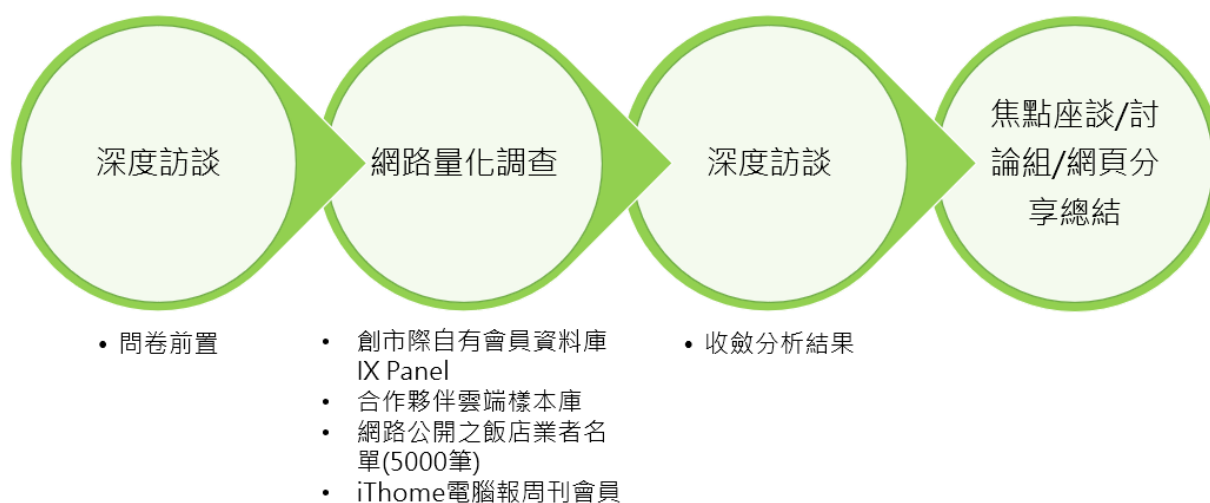 深度訪談
網路量化調查
深度訪談
焦點座談/討
論組/網頁分
享總結
• 問卷前置
• 創市際自有會員資料庫
IX Panel
• 合作夥伴雲端樣本庫
• 網路公開之飯店業者名
單(5000筆)
• iThome電腦報周刊會員
• 收斂分析結果